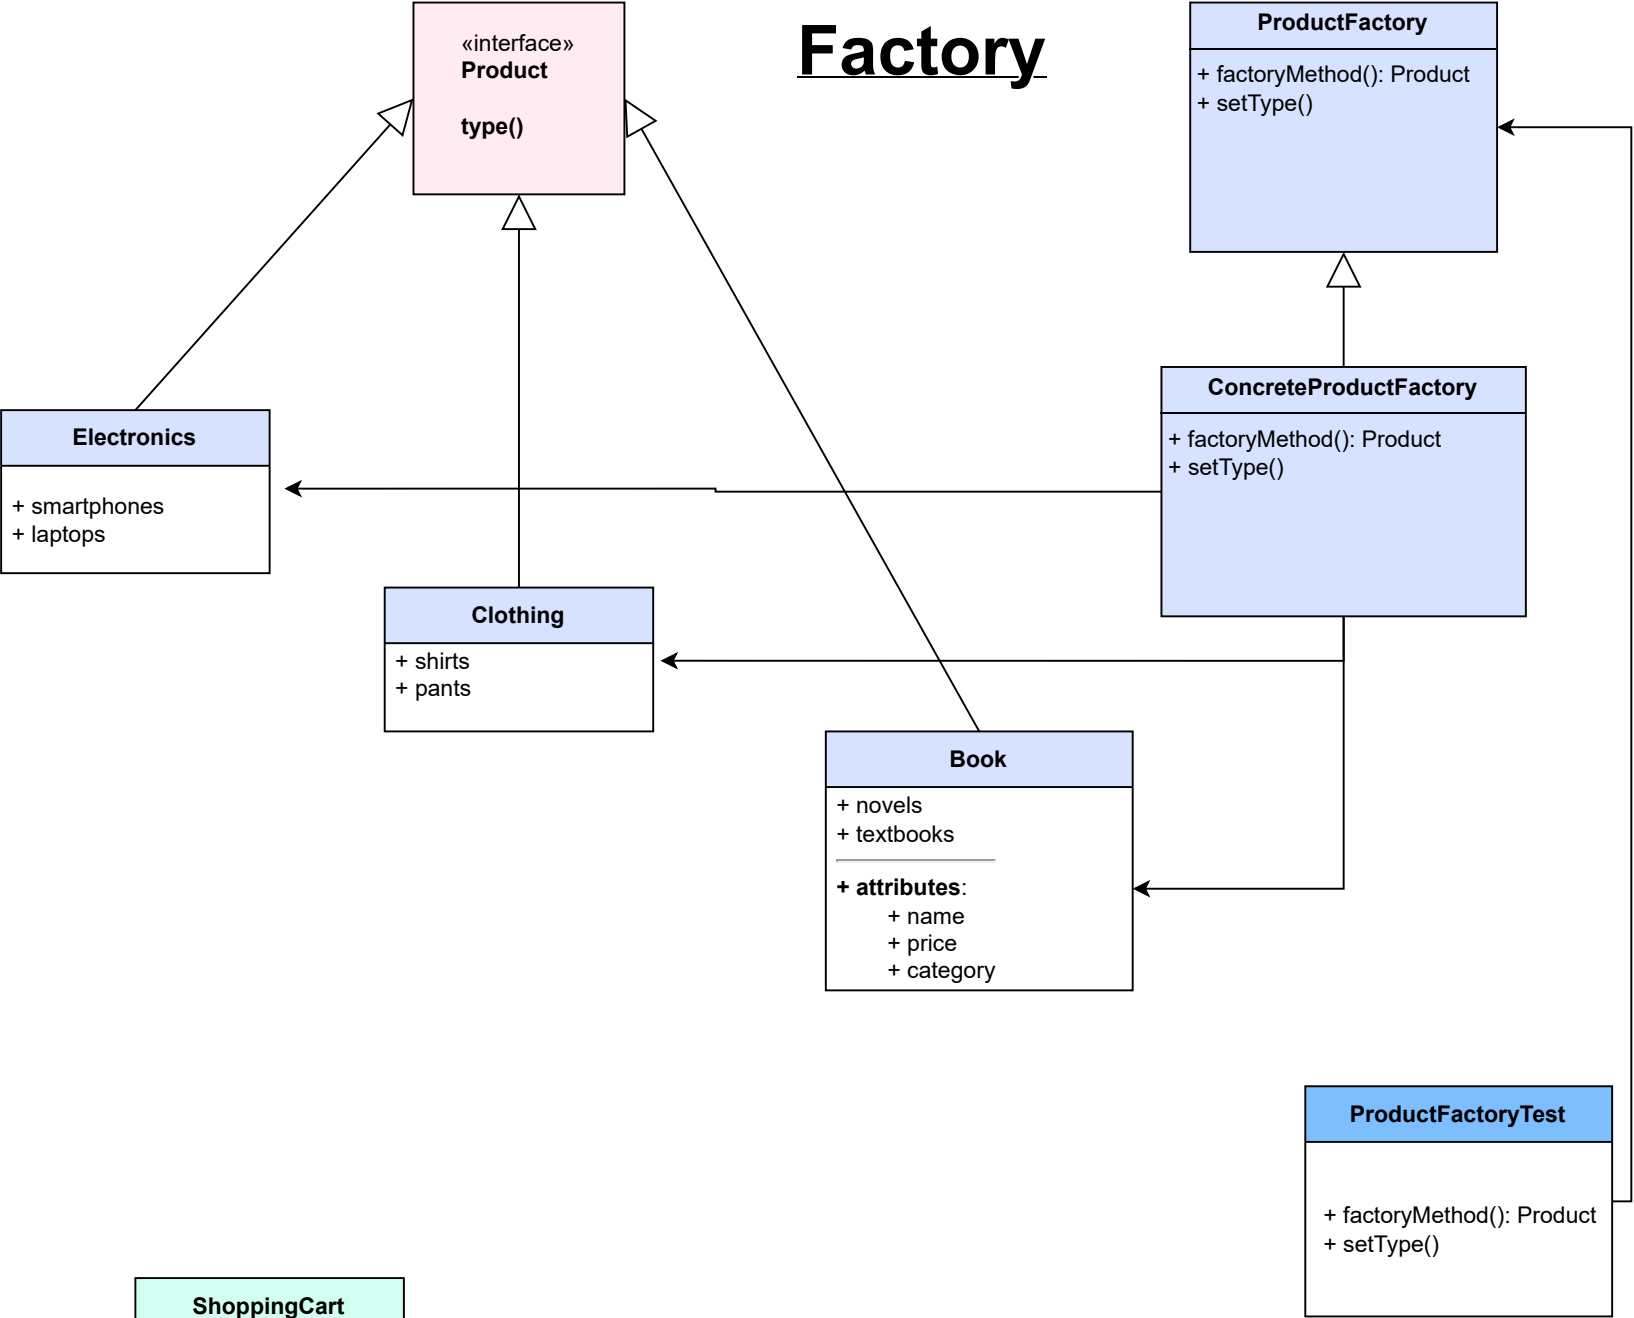 Factory
«interface»
Product
type()
ProductFactory
+ factoryMethod(): Product
+ setType()
ConcreteProductFactory
+ factoryMethod(): Product
+ setType()
Electronics
+ smartphones
+ laptops
Clothing
+ shirts
+ pants
Book
+ novels
+ textbooks
+ attributes:
+ name
+ price
+ category
ProductFactoryTest
+ factoryMethod(): Product
+ setType()
ShoppingCart